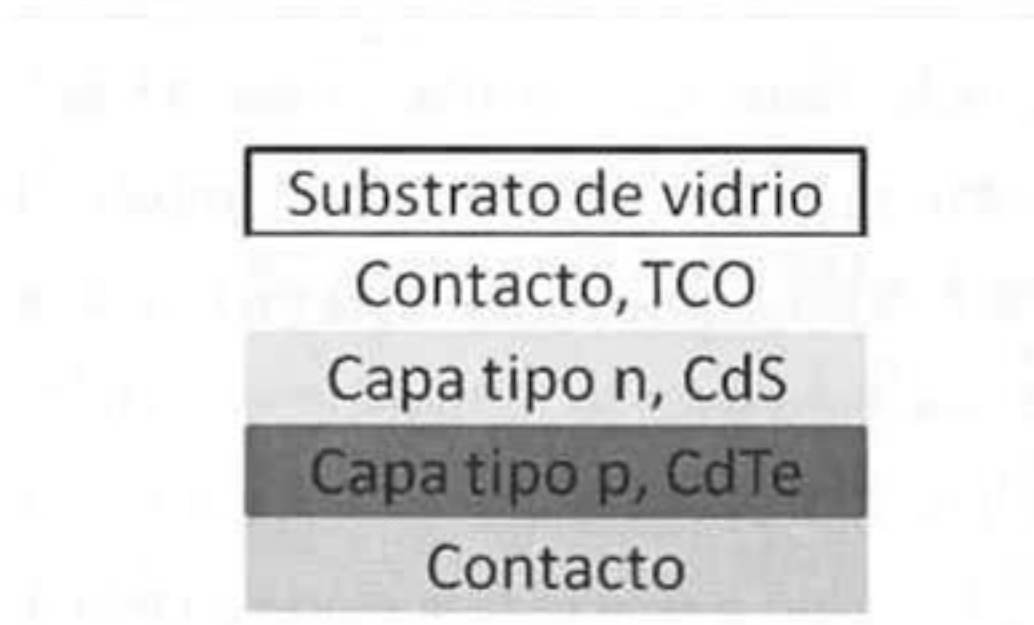 Substrato de vidrio
Contacto, TCO
Capa tipo n, CdS
Capa tipo p, CdTe
Contacto